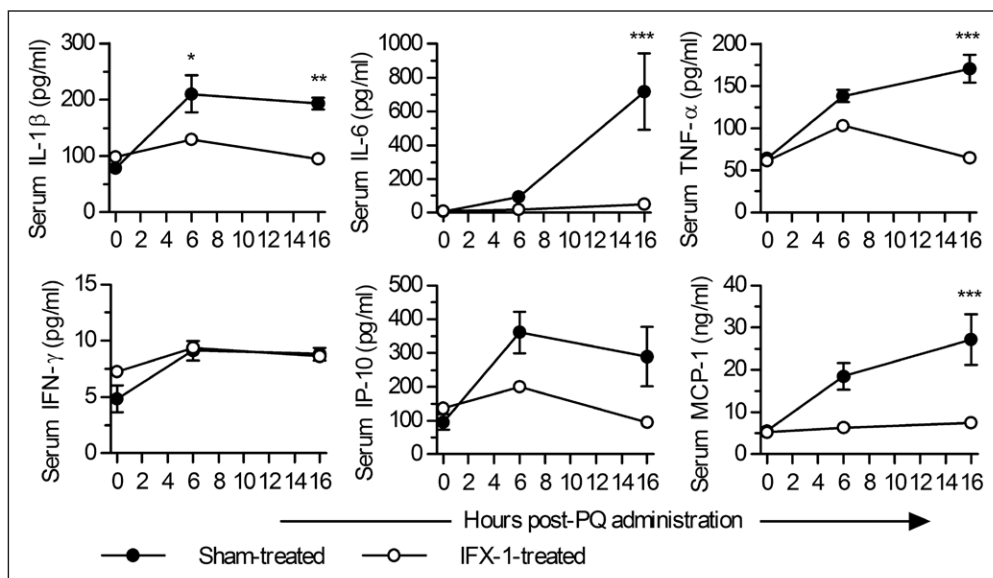 Serum IL-1β (pg/ml)
300
200
100
0
*
**
0 2 4 6 8 10 12 14 16
Serum IL-6 (pg/ml)
1000
800
600
400
200
0
***
0 2 4 6 8 10 12 14 16
Serum TNF-α (pg/ml)
200
150
100
50
0
***
0 2 4 6 8 10 12 14 16
Serum IFN-γ (pg/ml)
15
10
5
0
0 2 4 6 8 10 12 14 16
Serum IP-10 (pg/ml)
500
400
300
200
100
0
0 2 4 6 8 10 12 14 16
Serum MCP-1 (ng/ml)
40
30
20
10
0
***
0 2 4 6 8 10 12 14 16
Hours post-PQ administration
Sham-treated
IFX-1-treated